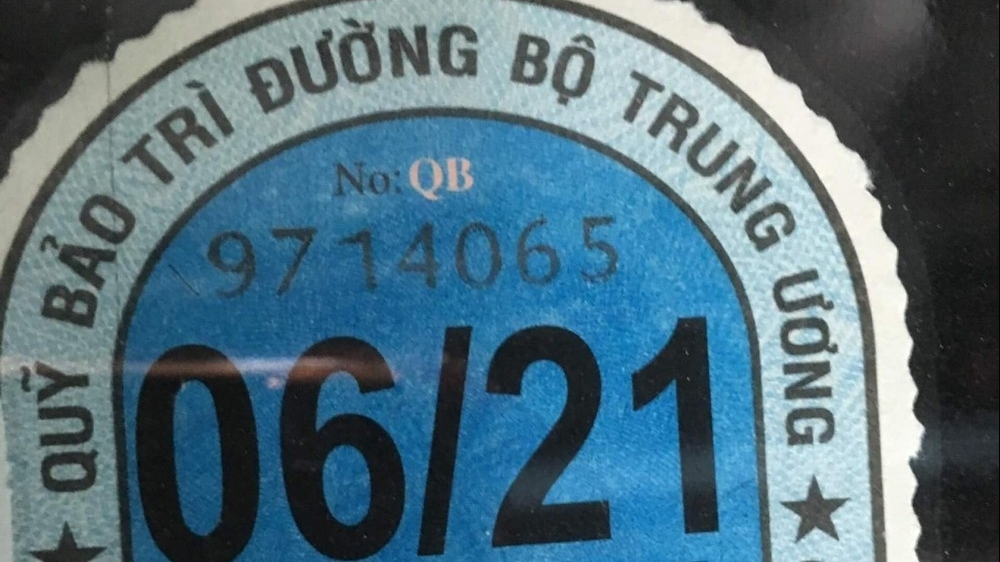 QUỸ BẢO TRÌ ĐƯỜNG BỘ TRUNG ƯƠNG
No: QB
9714065
06/21